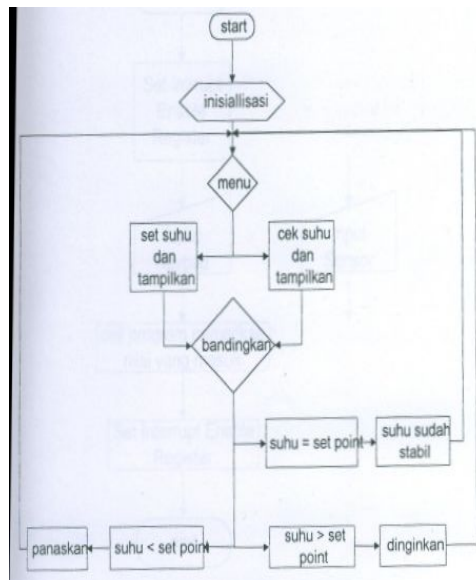 start
inisiallisasi
menu
set suhu
dan
tampilkan
cek suhu
dan
tampilkan
bandingkan
suhu = set point
suhu sudah
stabil
panaskan
suhu < set point
suhu > set
point
dinginkan